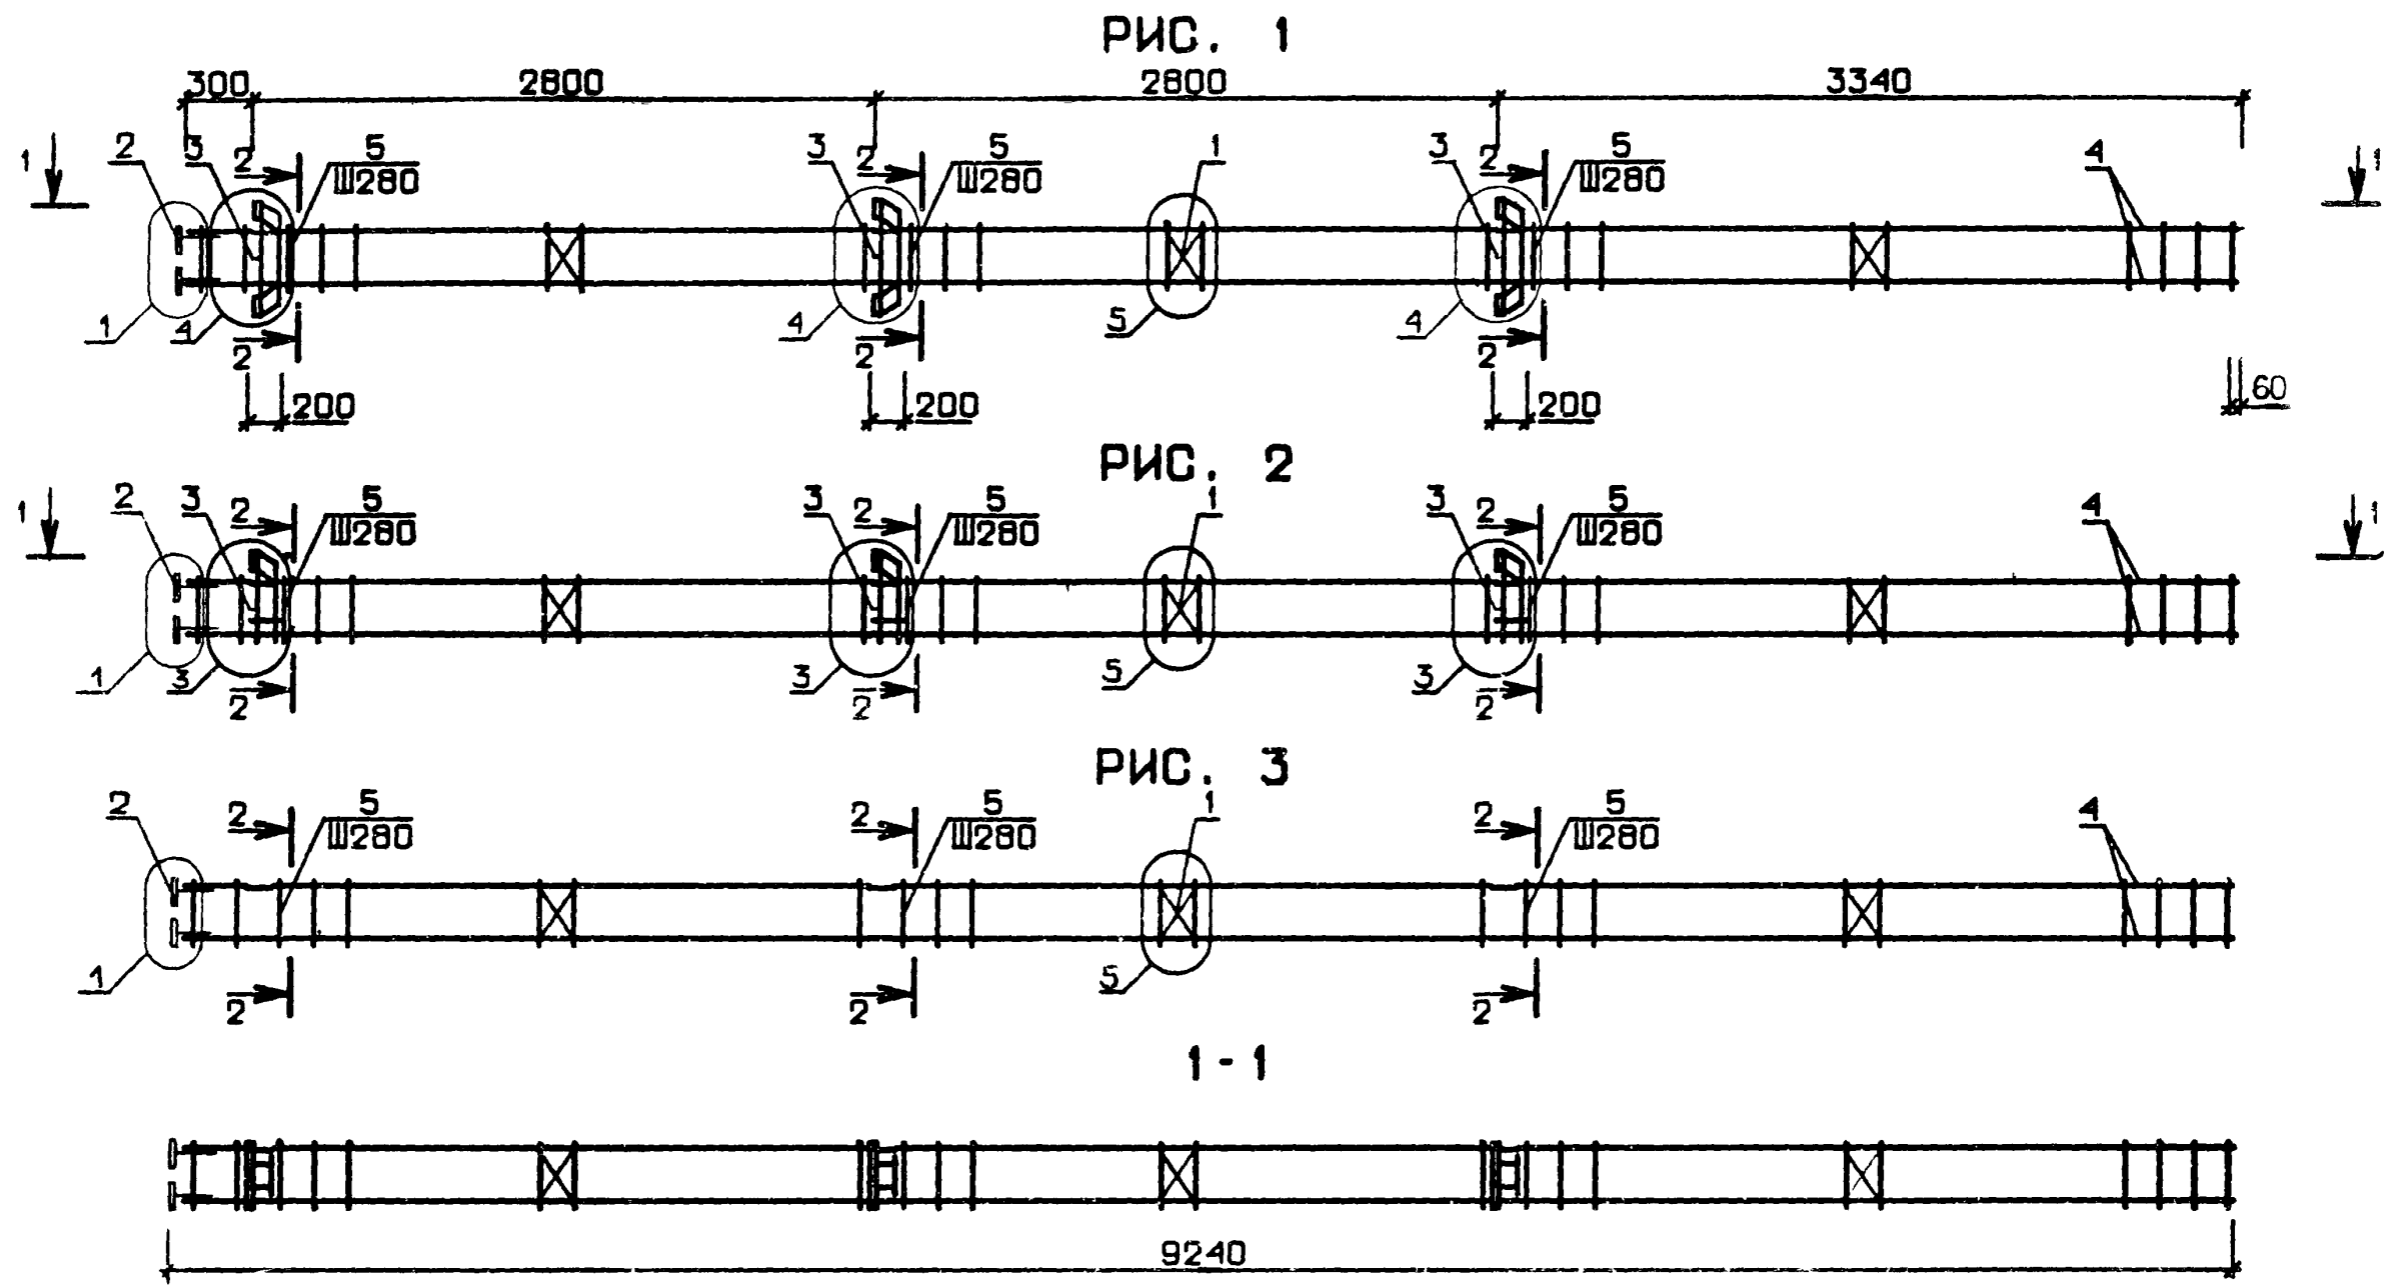 РИС. 1
300 2800 2800 3340
1 2 3 2 5 3 2 5 1 3 2 5 4 1
Ш280 Ш280 Ш280
1 4 2 4 2 5 4 2
200 200 200 60
РИС. 2
1 2 3 2 5 3 2 5 1 3 2 5 4 1
Ш280 Ш280 Ш280
1 3 2 3 2 5 3 2
РИС. 3
2 2 5 2 5 1 2 5 4
Ш280 Ш280 Ш280
1 2 2 5 2
1-1
9240